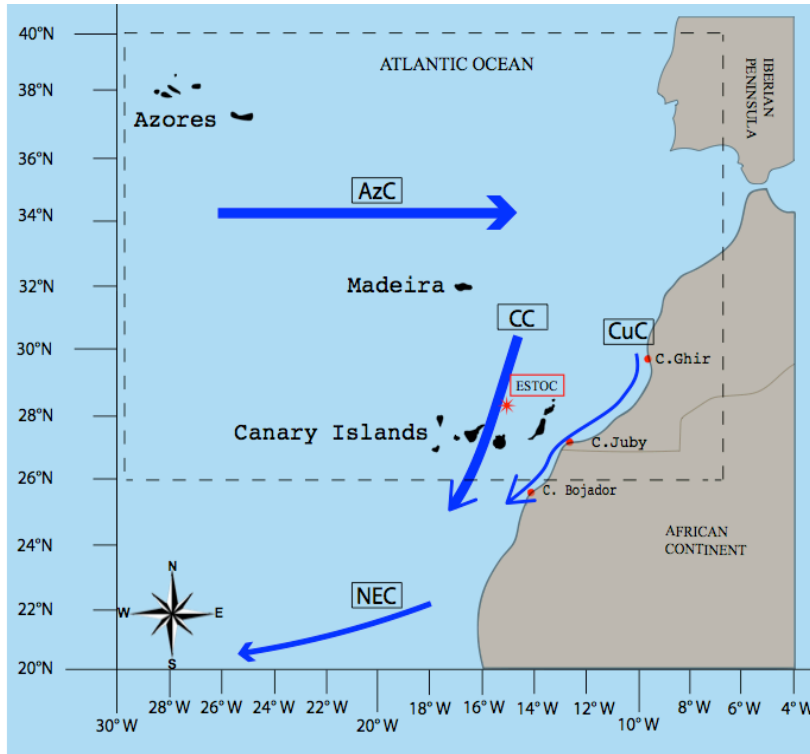 40°N
ATLANTIC OCEAN
IBERIAN
PENINSULA
38°N
Azores
36°N
AzC
34°N
32°N
Madeira
CC
CuC
30°N
C.Ghir
ESTOC
28°N
Canary Islands
C.Juby
26°N
C. Bojador
24°N
AFRICAN
CONTINENT
N
NEC
22°N
W
E
S
20°N
28°W
26°W
24°W
22°W
18°W
16°W
14°W
12°W
8°W
6°W
4°W
30°W
20°W
10°W